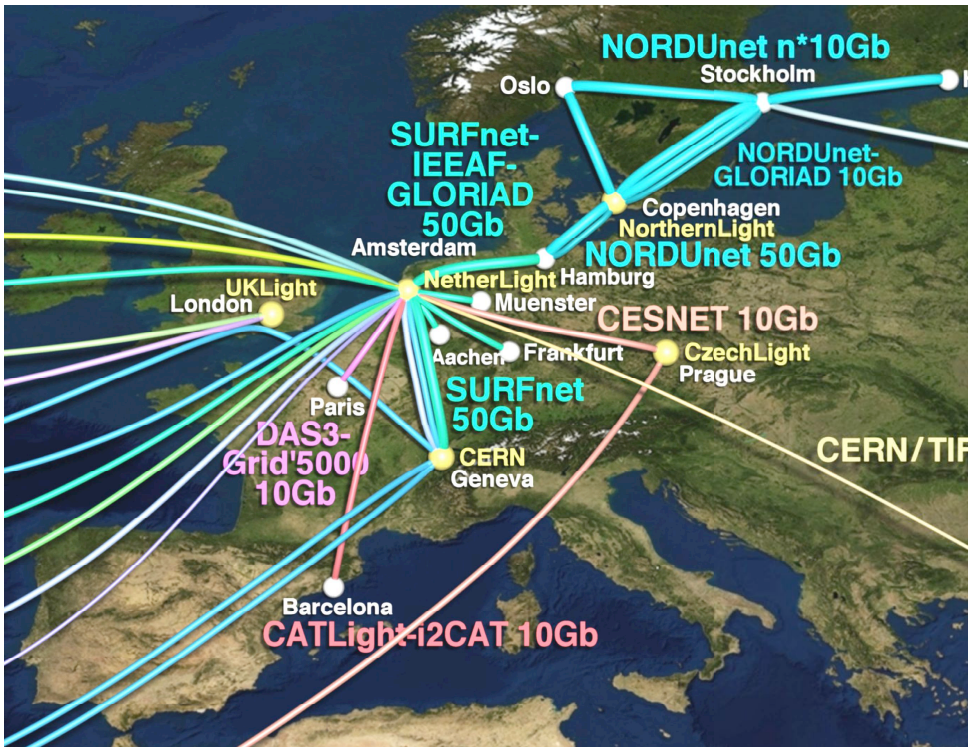 NORDUnet n*10Gb
Stockholm
Oslo
SURFnet-
IEEAF-
GLORIAD
50Gb
NORDUnet-
GLORIAD 10Gb
Copenhagen
NorthernLight
NORDUnet 50Gb
Amsterdam
NetherLight
Hamburg
UKLight
London
Muenster
CESNET 10Gb
Aachen
Frankfurt
CzechLight
Prague
SURFnet
50Gb
Paris
DAS3-
Grid'5000
10Gb
CERN
Geneva
CERN/TIF
Barcelona
CATLight-i2CAT 10Gb